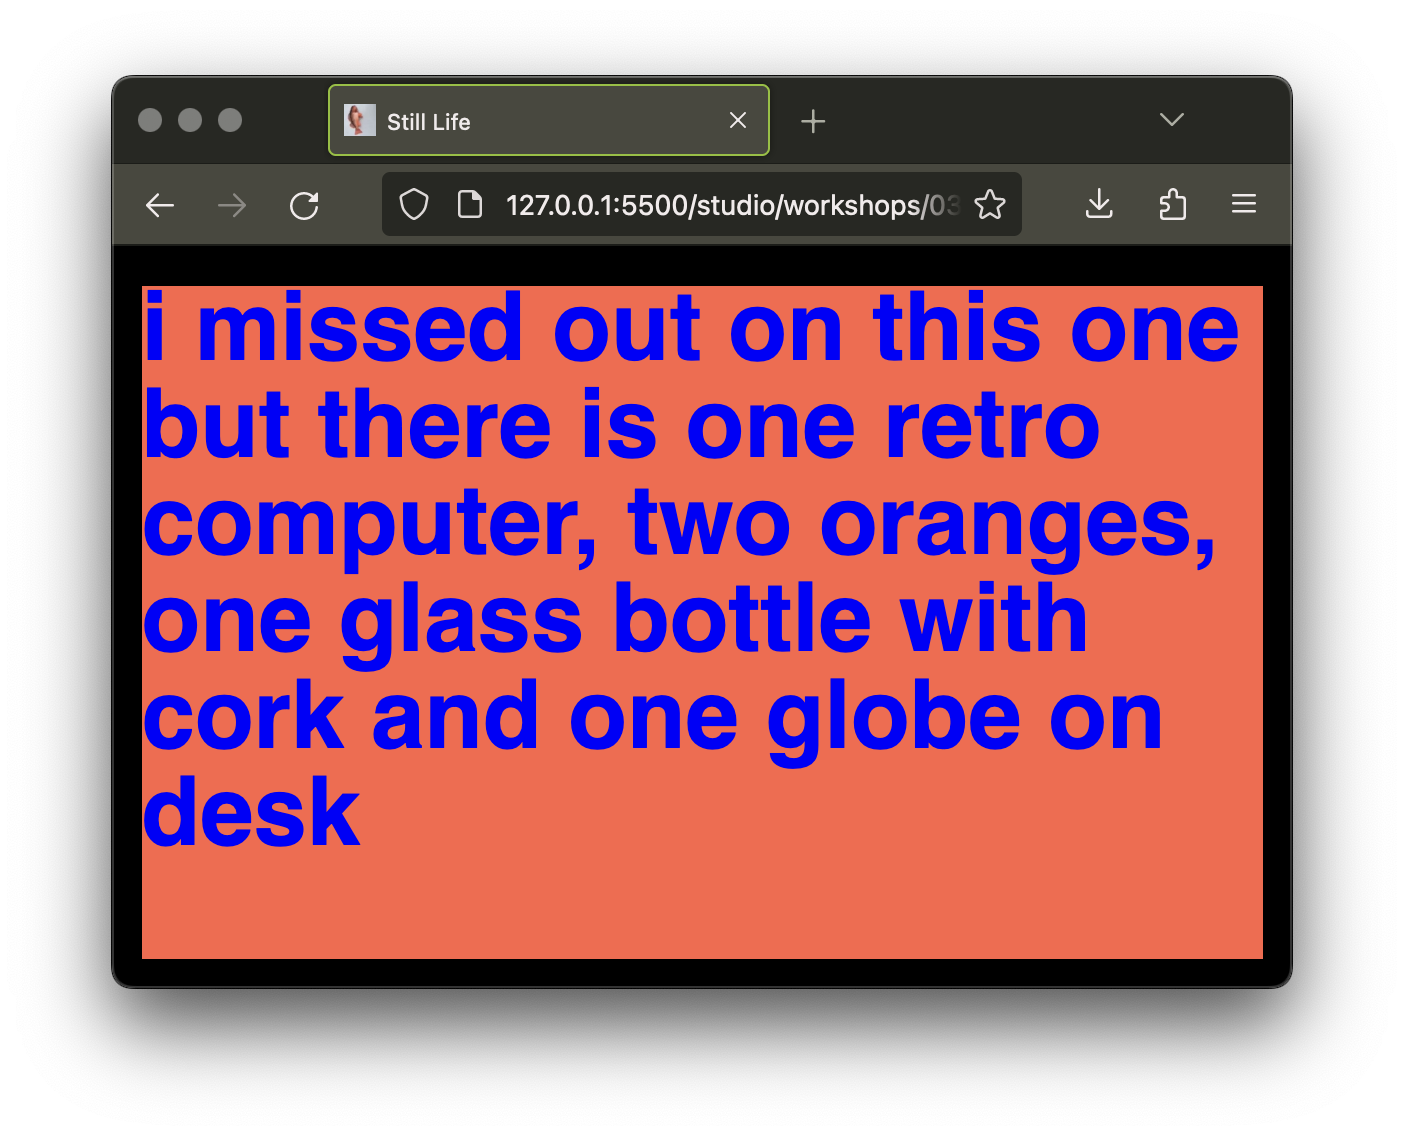 Still Life
127.0.0.1:5500/studio/workshops/03
i missed out on this one
but there is one retro
computer, two oranges,
one glass bottle with
cork and one globe on
desk